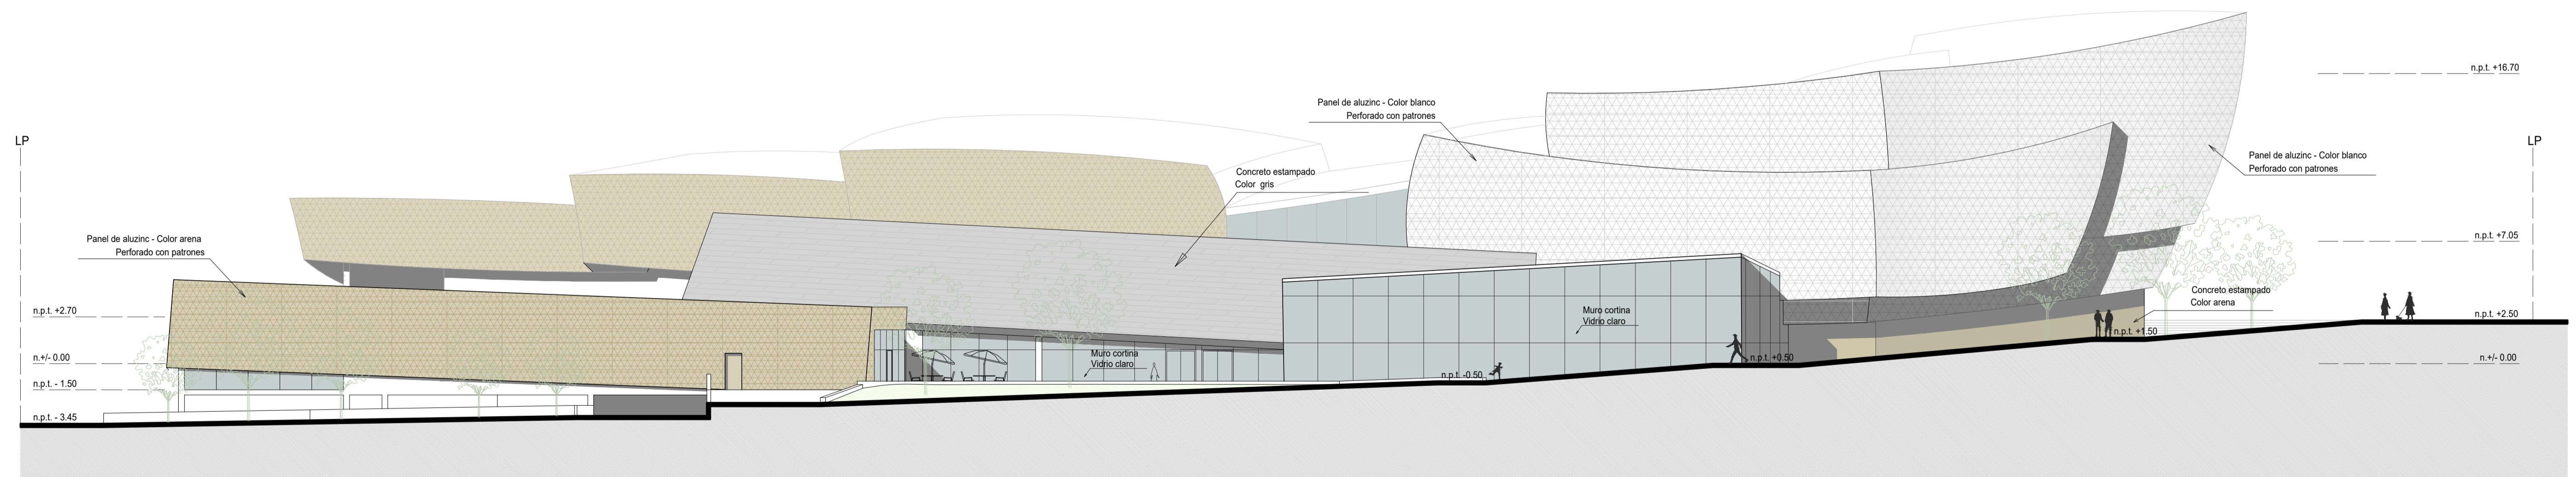 n.p.t. +16.70
Panel de aluzinc - Color blanco
Perforado con patrones
LP
LP
Panel de aluzinc - Color blanco
Perforado con patrones
Concreto estampado
Color gris
Panel de aluzinc - Color arena
Perforado con patrones
n.p.t. +7.05
Concreto estampado
Color arena
n.p.t. +2.70
Muro cortina
Vidrio claro
n.p.t. +2.50
n.p.t. +1.50
n.+/- 0.00
Muro cortina
Vidrio claro
n.p.t. +0.50
n.+/- 0.00
n.p.t. -0.50
n.p.t. - 1.50
n.p.t. - 3.45